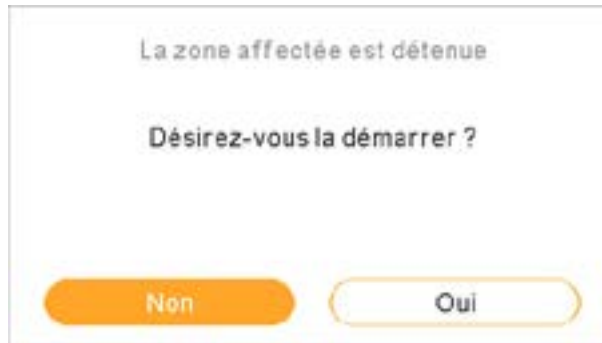 La zone affectée est détenue
Désirez-vous la démarrer ?
Non
Oui